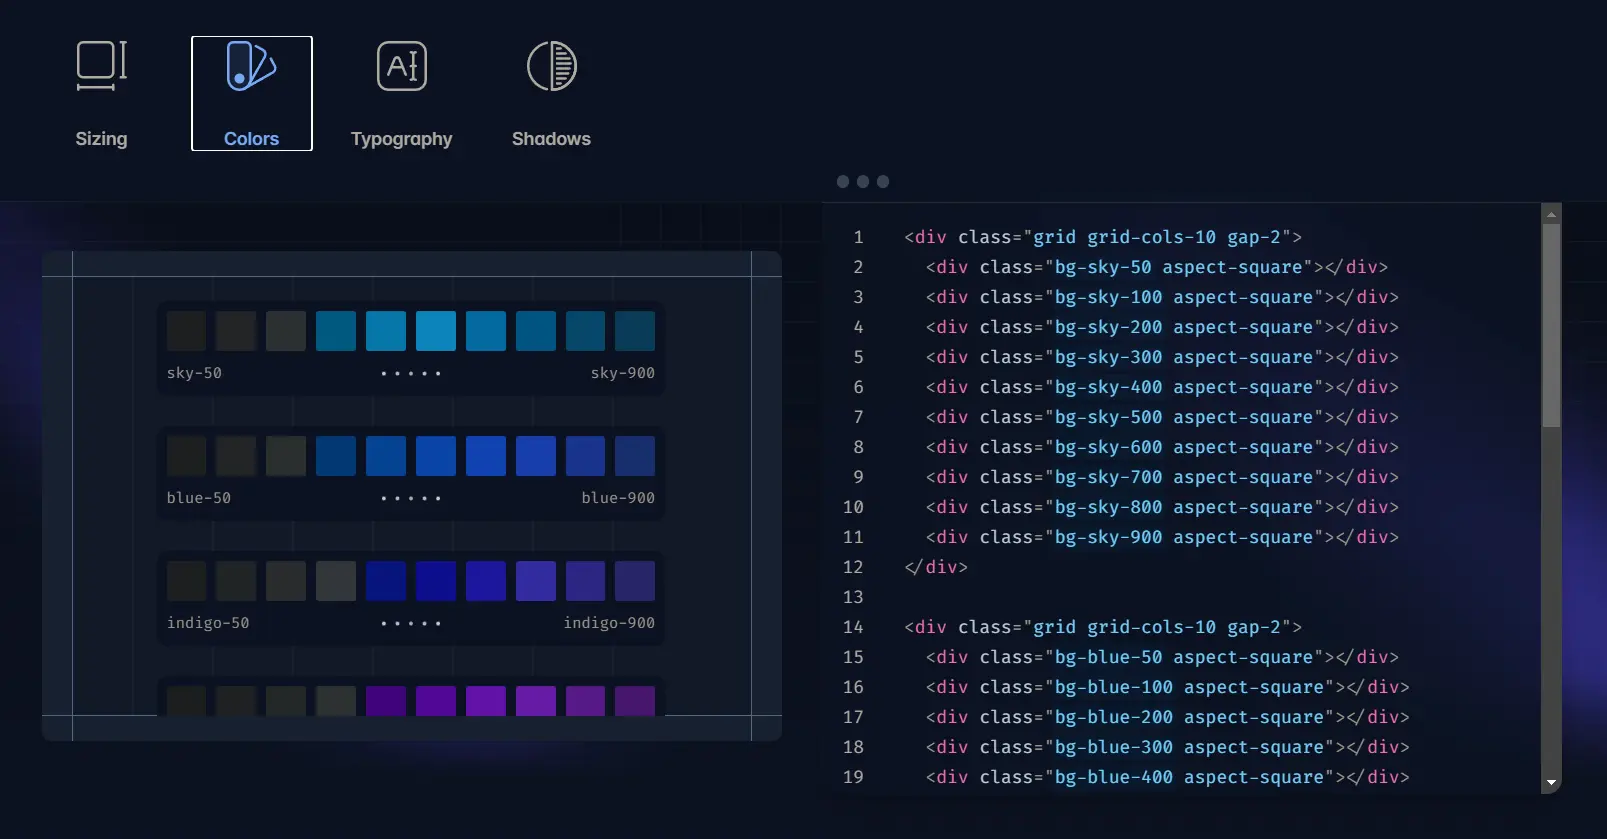 Sizing
Colors
Typography
Shadows
sky-50 ..... sky-900
blue-50 ..... blue-900
indigo-50 ..... indigo-900
1 <div class="grid grid-cols-10 gap-2">
2 <div class="bg-sky-50 aspect-square"></div>
3 <div class="bg-sky-100 aspect-square"></div>
4 <div class="bg-sky-200 aspect-square"></div>
5 <div class="bg-sky-300 aspect-square"></div>
6 <div class="bg-sky-400 aspect-square"></div>
7 <div class="bg-sky-500 aspect-square"></div>
8 <div class="bg-sky-600 aspect-square"></div>
9 <div class="bg-sky-700 aspect-square"></div>
10 <div class="bg-sky-800 aspect-square"></div>
11 <div class="bg-sky-900 aspect-square"></div>
12 </div>
13
14 <div class="grid grid-cols-10 gap-2">
15 <div class="bg-blue-50 aspect-square"></div>
16 <div class="bg-blue-100 aspect-square"></div>
17 <div class="bg-blue-200 aspect-square"></div>
18 <div class="bg-blue-300 aspect-square"></div>
19 <div class="bg-blue-400 aspect-square"></div>